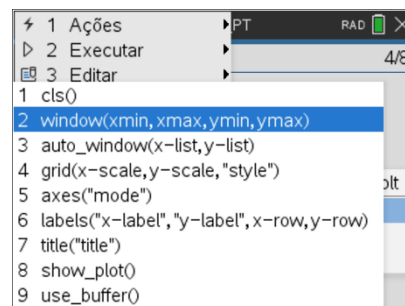 1 Ações
PT RAD
2 Executar
4/8
3 Editar
1 cls()
2 window(xmin,xmax,ymin,ymax)
3 auto_window(x-list,y-list)
4 grid(x-scale,y-scale,"style")
5 axes("mode")
6 labels("x-label","y-label",x-row,y-row)
7 title("title")
8 show_plot()
9 use_buffer()